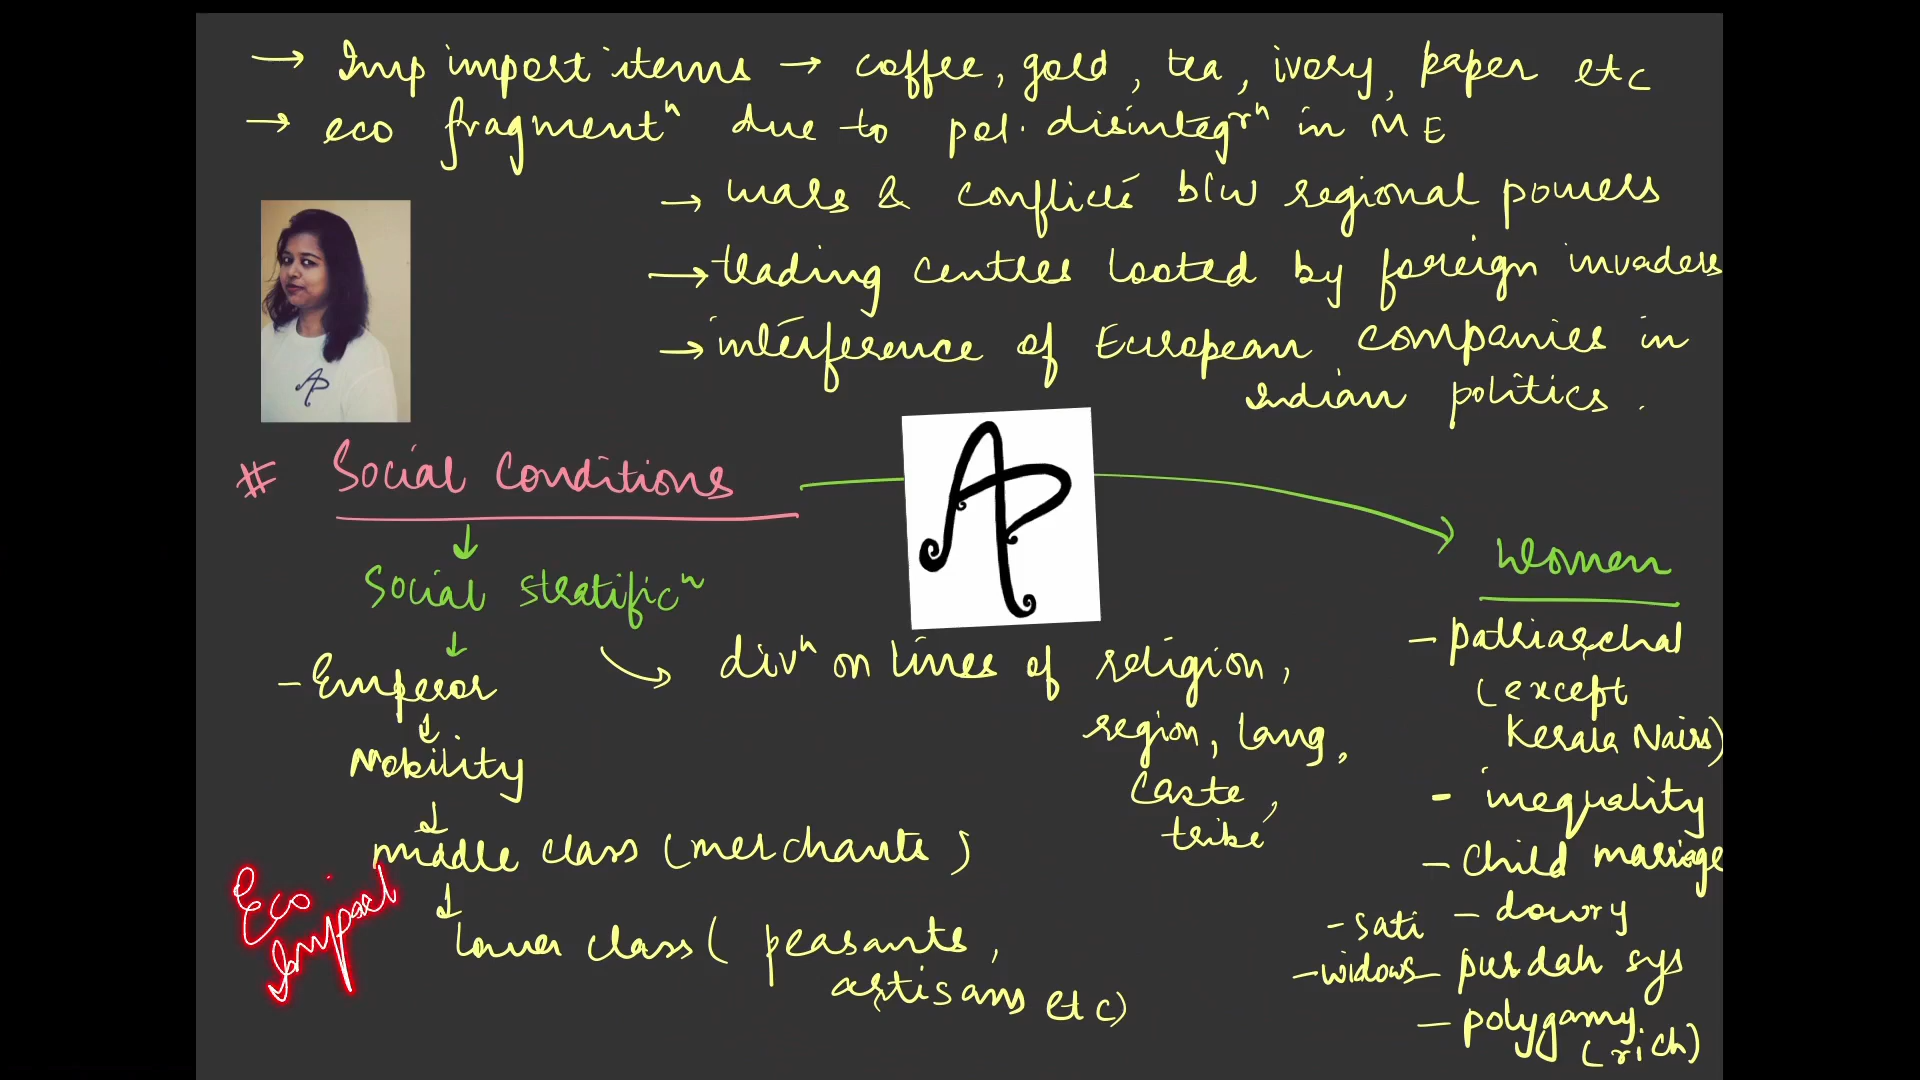 → Imp import items → coffee, gold, tea, ivory, paper etc
→ eco fragmentⁿ due to pol. disintegrⁿ in M E
→ wars & conflicts b/w regional powers
→ trading centres looted by foreign invaders
→ interference of European companies in
Indian politics.
AP
# Social Conditions
AP
Social stratificⁿ
- Emperor
Nobility
middle class (merchants)
lower class (peasants,
artisans etc)
Eco
Impact
divⁿ on lines of religion,
region, lang,
caste,
tribe
Women
- patriarchal
(except
Kerala Nairs)
- inequality
- child marriage
- dowry
- sati
- widows
- purdah sys
- polygamy
(rich)